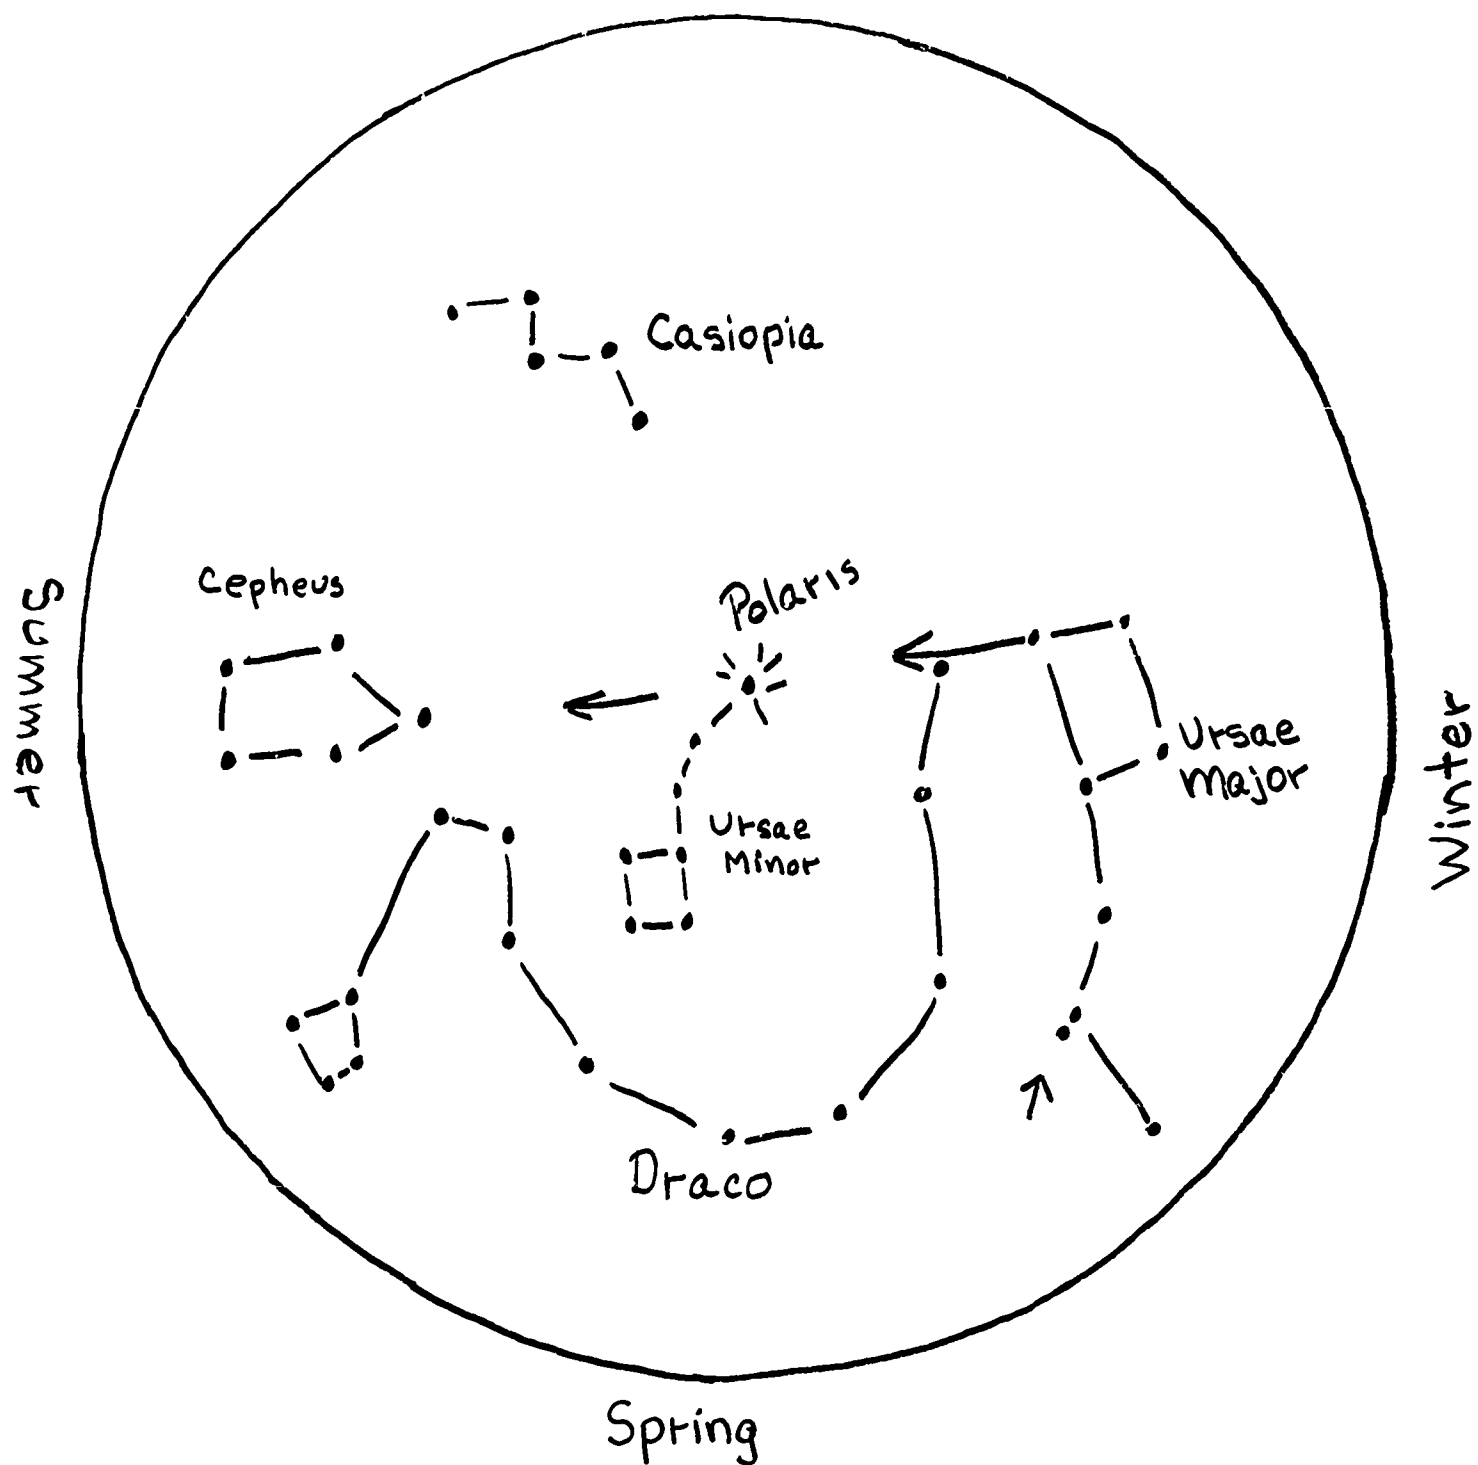 Casiopia
Cepheus
Polaris
Summer
Ursae
Major
Winter
Ursae
Minor
Draco
Spring